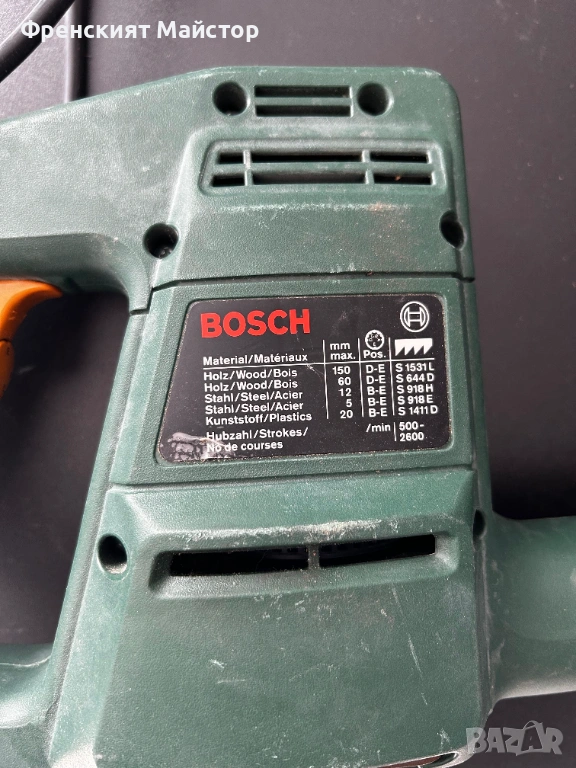 Френският Майстор
BOSCH
Material/Matériaux mm max. Pos.
Holz/Wood/Bois 150 D-E S 1531 L
Holz/Wood/Bois 60 D-E S 644 D
Stahl/Steel/Acier 12 B-E S 918 H
Stahl/Steel/Acier 5 B-E S 918 E
Kunststoff/Plastics 20 B-E S 1411 D
Hubzahl/Strokes/ /min 500-
No de courses 2600
BAZAR